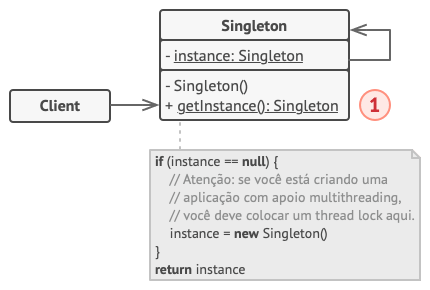 Singleton
- instance: Singleton
- Singleton()
+ getInstance(): Singleton
Client
1
if (instance == null) {
// Atenção: se você está criando uma
// aplicação com apoio multithreading,
// você deve colocar um thread lock aqui.
instance = new Singleton()
}
return instance